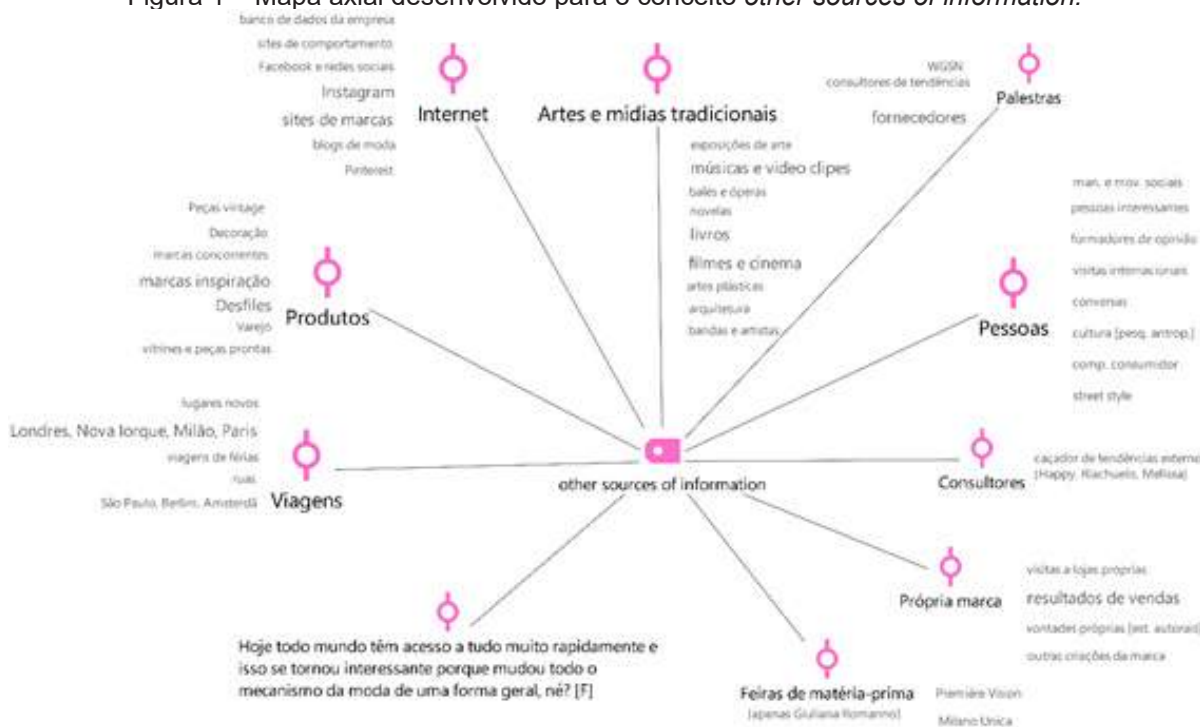 Figura 1 – Mapa axial desenvolvido para o conceito other sources of information.
banco de dados da empresa
sites de comportamento
Facebook e redes sociais
Instagram
sites de marcas
blogs de moda
Pinterest
Internet
Artes e mídias tradicionais
exposições de arte
músicas e video clipes
balés e óperas
novelas
livros
filmes e cinema
artes plásticas
arquitetura
bandas e artistas
WGSN
consultores de tendências
fornecedores
Palestras
man. e mov. sociais
pessoas interessantes
formadores de opinião
visitas internacionais
conversas
cultura [pesq. antrop.]
comp. consumidor
street style
Pessoas
Peças vintage
Decoração
marcas concorrentes
marcas inspiração
Desfiles
Varejo
vitrines e peças prontas
Produtos
lugares novos
Londres, Nova Iorque, Milão, Paris
viagens de férias
ruas
São Paulo, Berlim, Amsterdã
Viagens
other sources of information
Consultores
caçador de tendências externo
(Happy, Riachuelo, Melissa)
Própria marca
visitas a lojas próprias
resultados de vendas
vontades próprias [est. autorais]
outras criações da marca
Hoje todo mundo têm acesso a tudo muito rapidamente e
isso se tornou interessante porque mudou todo o
mecanismo da moda de uma forma geral, né? [F]
Feiras de matéria-prima
[apenas Giuliana Romanno]
Première Vision
Milano Unica